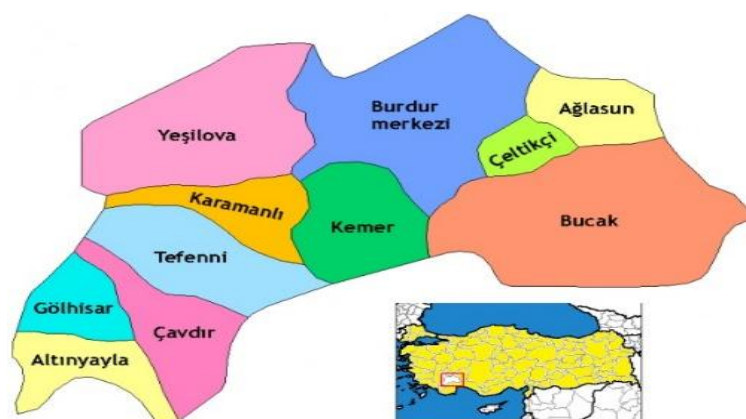 Burdur
merkezi
Ağlasun
Yeşilova
Çeltikçi
Karamanlı
Kemer
Bucak
Tefenni
Gölhisar
Çavdır
Altınyayla